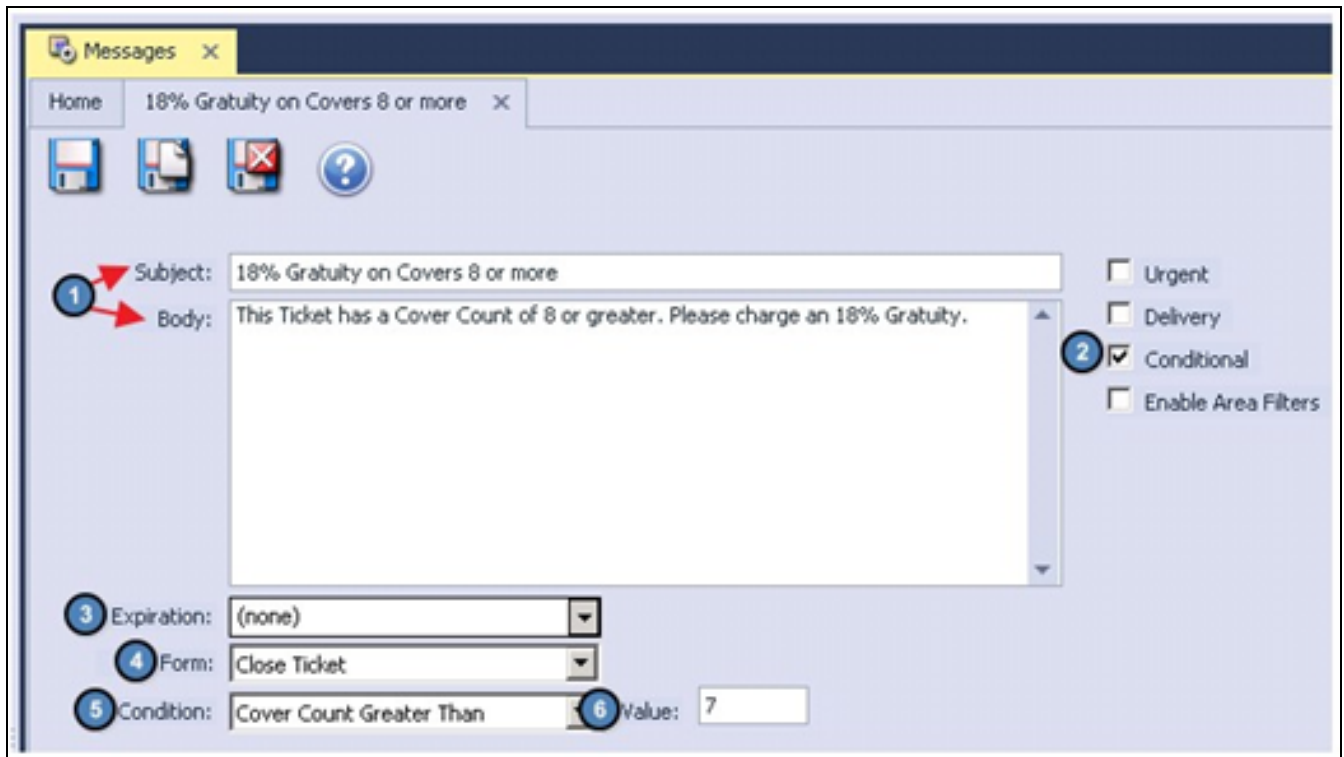 Messages
Home 18% Gratuity on Covers 8 or more
?
1 Subject: 18% Gratuity on Covers 8 or more
Body: This Ticket has a Cover Count of 8 or greater. Please charge an 18% Gratuity.
Urgent
Delivery
2 Conditional
Enable Area Filters
3 Expiration: (none)
4 Form: Close Ticket
5 Condition: Cover Count Greater Than 6 Value: 7